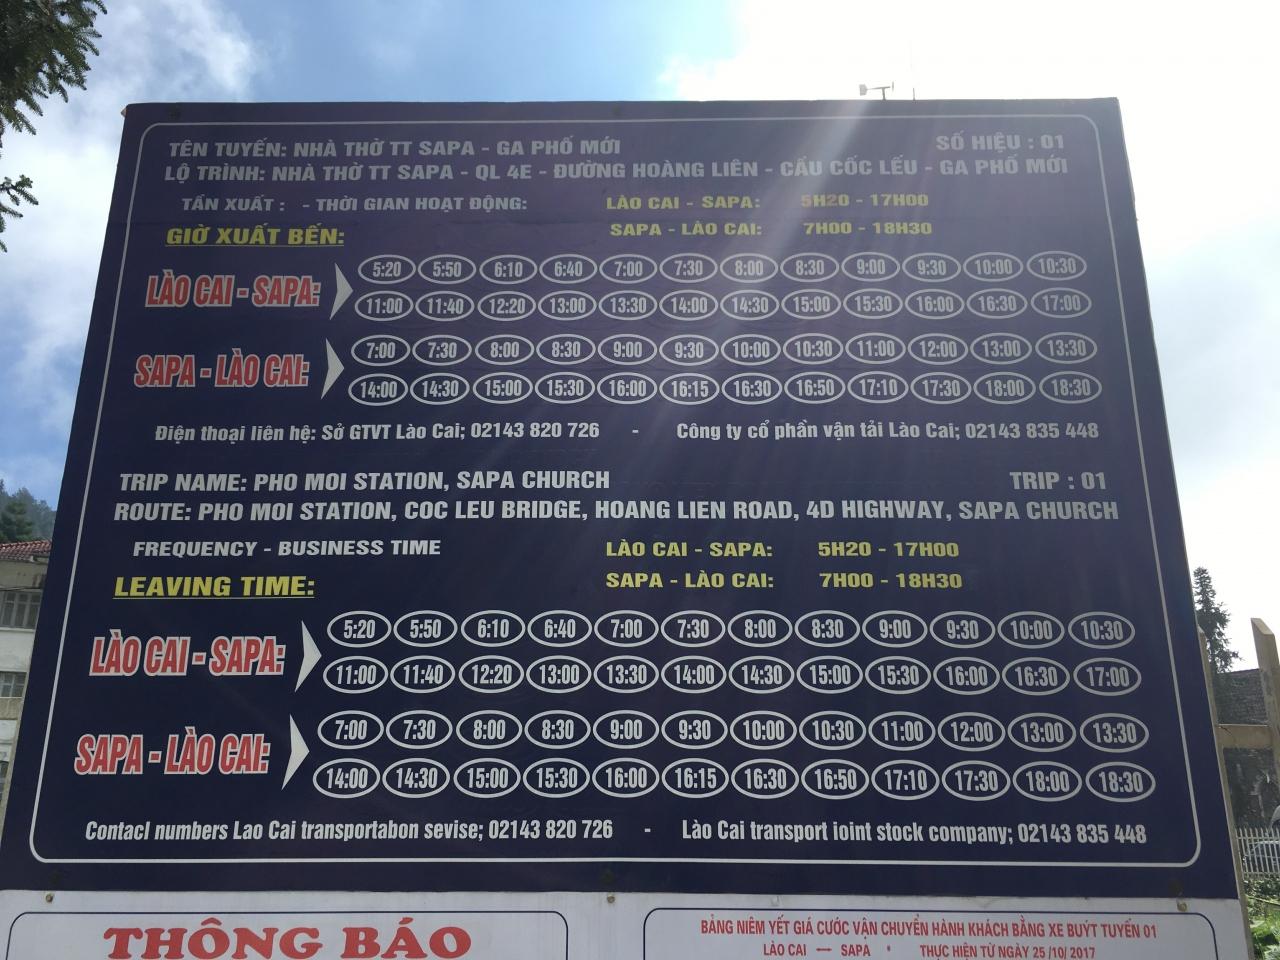 TÊN TUYẾN: NHÀ THỜ TT SAPA - GA PHỐ MỚI SỐ HIỆU : 01
LỘ TRÌNH: NHÀ THỜ TT SAPA - QL 4E - ĐƯỜNG HOÀNG LIÊN - CẦU CỐC LẾU - GA PHỐ MỚI
TẦN XUẤT : - THỜI GIAN HOẠT ĐỘNG: LÀO CAI - SAPA: 5H20 - 17H00
SAPA - LÀO CAI: 7H00 - 18H30
GIỜ XUẤT BẾN:
LÀO CAI - SAPA:
5:20 5:50 6:10 6:40 7:00 7:30 8:00 8:30 9:00 9:30 10:00 10:30
11:00 11:40 12:20 13:00 13:30 14:00 14:30 15:00 15:30 16:00 16:30 17:00
SAPA - LÀO CAI:
7:00 7:30 8:00 8:30 9:00 9:30 10:00 10:30 11:00 12:00 13:00 13:30
14:00 14:30 15:00 15:30 16:00 16:15 16:30 16:50 17:10 17:30 18:00 18:30
Điện thoại liên hệ: Sở GTVT Lào Cai; 02143 820 726 - Công ty cổ phần vận tải Lào Cai; 02143 835 448
TRIP NAME: PHO MOI STATION, SAPA CHURCH TRIP : 01
ROUTE: PHO MOI STATION, COC LEU BRIDGE, HOANG LIEN ROAD, 4D HIGHWAY, SAPA CHURCH
FREQUENCY - BUSINESS TIME LÀO CAI - SAPA: 5H20 - 17H00
SAPA - LÀO CAI: 7H00 - 18H30
LEAVING TIME:
LÀO CAI - SAPA:
5:20 5:50 6:10 6:40 7:00 7:30 8:00 8:30 9:00 9:30 10:00 10:30
11:00 11:40 12:20 13:00 13:30 14:00 14:30 15:00 15:30 16:00 16:30 17:00
SAPA - LÀO CAI:
7:00 7:30 8:00 8:30 9:00 9:30 10:00 10:30 11:00 12:00 13:00 13:30
14:00 14:30 15:00 15:30 16:00 16:15 16:30 16:50 17:10 17:30 18:00 18:30
Contacl numbers Lao Cai transportabon sevise; 02143 820 726 - Lào Cai transport ioint stock company; 02143 835 448
THÔNG BÁO
BẢNG NIÊM YẾT GIÁ CƯỚC VẬN CHUYỂN HÀNH KHÁCH BẰNG XE BUÝT TUYẾN 01
LÀO CAI — SAPA * THỰC HIỆN TỪ NGÀY 25 /10/ 2017